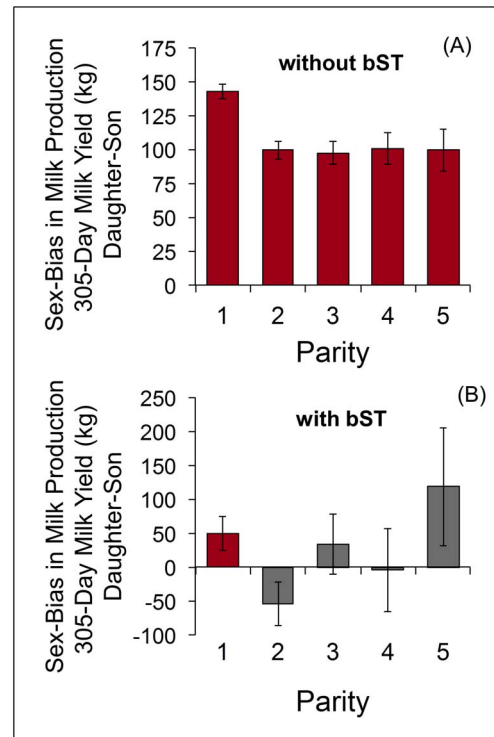 (A)
without bST
Sex-Bias in Milk Production
305-Day Milk Yield (kg)
Daughter-Son
175
150
125
100
75
50
25
0
1 2 3 4 5
Parity
(B)
with bST
Sex-Bias in Milk Production
305-Day Milk Yield (kg)
Daughter-Son
250
200
150
100
50
0
-50
-100
1 2 3 4 5
Parity